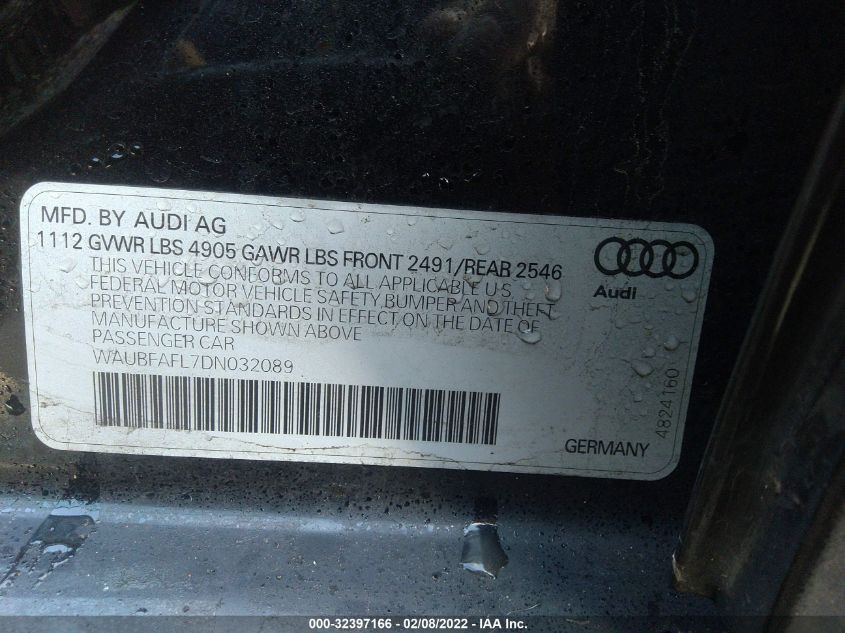 MFD. BY AUDI AG
1112 GVWR LBS 4905 GAWR LBS FRONT 2491/REAR 2546
THIS VEHICLE CONFORMS TO ALL APPLICABLE U.S.
FEDERAL MOTOR VEHICLE SAFETY BUMPER AND THEFT
PREVENTION STANDARDS IN EFFECT ON THE DATE OF
MANUFACTURE SHOWN ABOVE
PASSENGER CAR
WAUBFAFL7DN032089
Audi
4824160
GERMANY
000-32397166 - 02/08/2022 - IAA Inc.